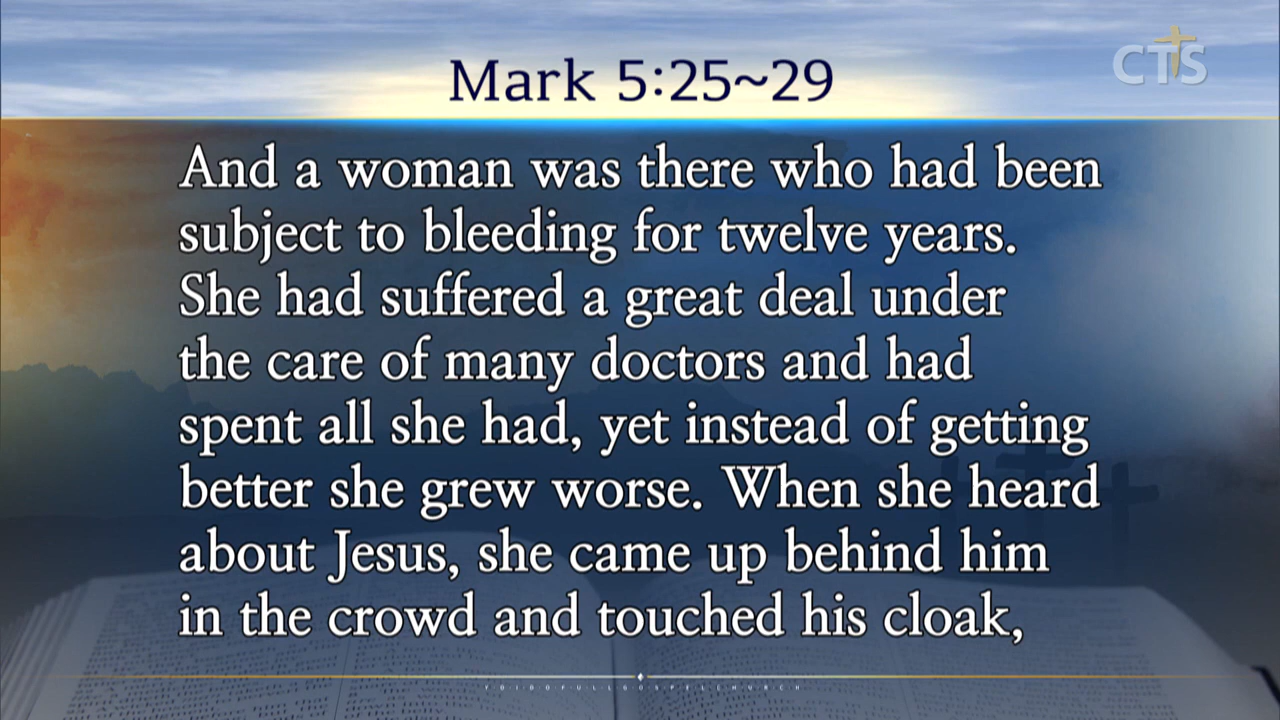 Mark 5:25~29
CTS
And a woman was there who had been
subject to bleeding for twelve years.
She had suffered a great deal under
the care of many doctors and had
spent all she had, yet instead of getting
better she grew worse. When she heard
about Jesus, she came up behind him
in the crowd and touched his cloak,
YOIDOFULLGOSPELCHURCH